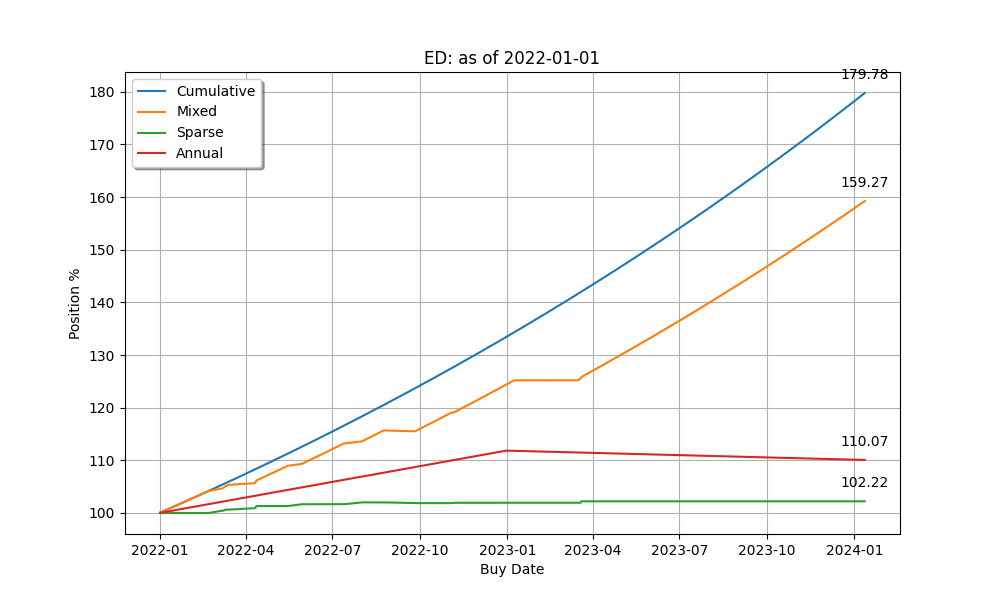 ED: as of 2022-01-01
179.78
Cumulative
Mixed
Sparse
Annual
180
170
160
150
140
130
120
110
100
159.27
110.07
102.22
Position %
2022-01 2022-04 2022-07 2022-10 2023-01 2023-04 2023-07 2023-10 2024-01
Buy Date